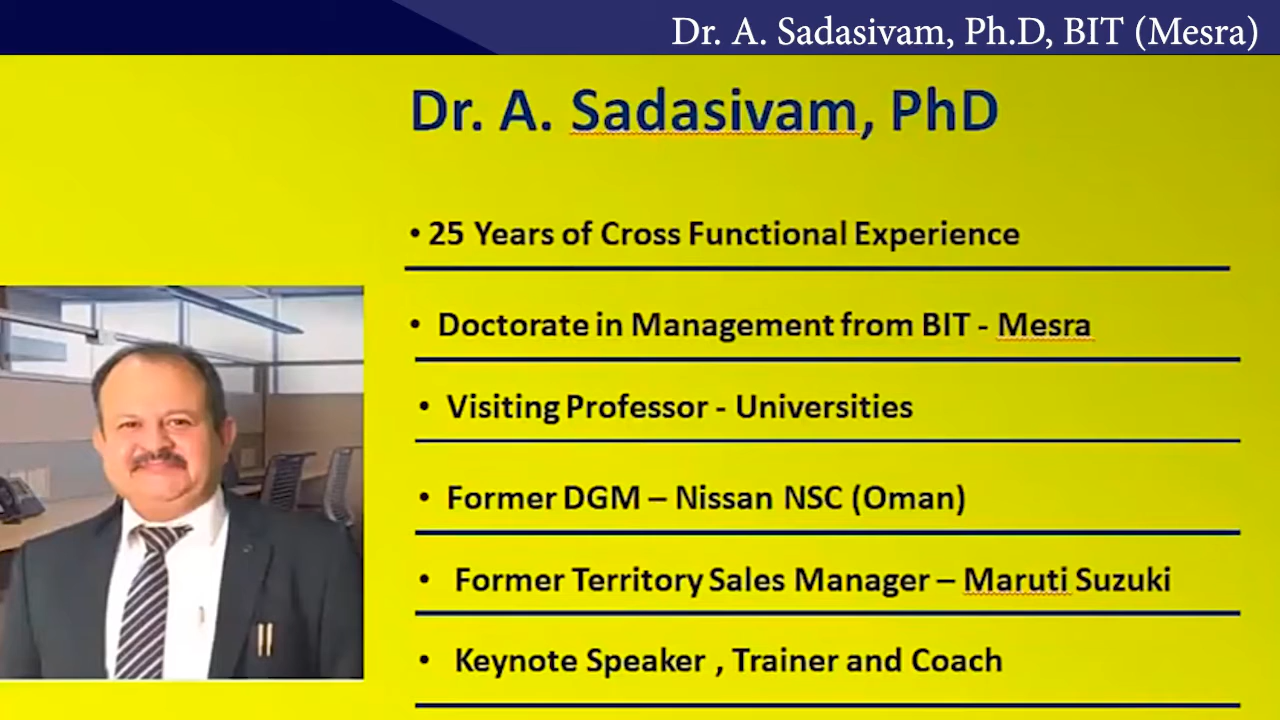 Dr. A. Sadasivam, Ph.D, BIT (Mesra)
Dr. A. Sadasivam, PhD
• 25 Years of Cross Functional Experience
• Doctorate in Management from BIT - Mesra
• Visiting Professor - Universities
• Former DGM – Nissan NSC (Oman)
• Former Territory Sales Manager – Maruti Suzuki
• Keynote Speaker , Trainer and Coach